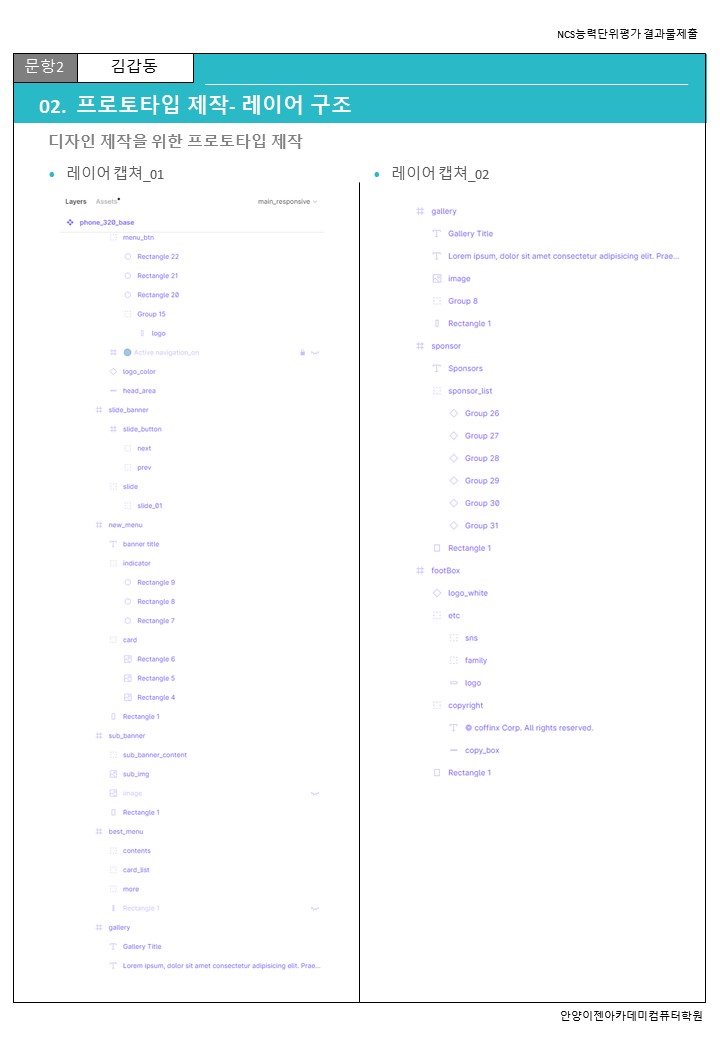 NCS능력단위평가 결과물제출
문항2
김갑동
02. 프로토타입 제작- 레이어 구조
디자인 제작을 위한 프로토타입 제작
• 레이어 캡쳐_01
Layers Assets main_responsive
phone_320_base
menu_btn
Rectangle 22
Rectangle 21
Rectangle 20
Group 15
logo
Active navigation_on
logo_color
head_area
slide_banner
slide_button
next
prev
slide
slide_01
new_menu
banner title
indicator
Rectangle 9
Rectangle 8
Rectangle 7
card
Rectangle 6
Rectangle 5
Rectangle 4
Rectangle 1
sub_banner
sub_banner_content
sub_img
image
Rectangle 1
best_menu
contents
card_list
more
Rectangle 1
gallery
Gallery Title
Lorem ipsum, dolor sit amet consectetur adipisicing elit. Prae...
• 레이어 캡쳐_02
gallery
Gallery Title
Lorem ipsum, dolor sit amet consectetur adipisicing elit. Prae...
image
Group 8
Rectangle 1
sponsor
Sponsors
sponsor_list
Group 26
Group 27
Group 28
Group 29
Group 30
Group 31
Rectangle 1
footBox
logo_white
etc
sns
family
logo
copyright
© coffinx Corp. All rights reserved.
copy_box
Rectangle 1
안양이젠아카데미컴퓨터학원